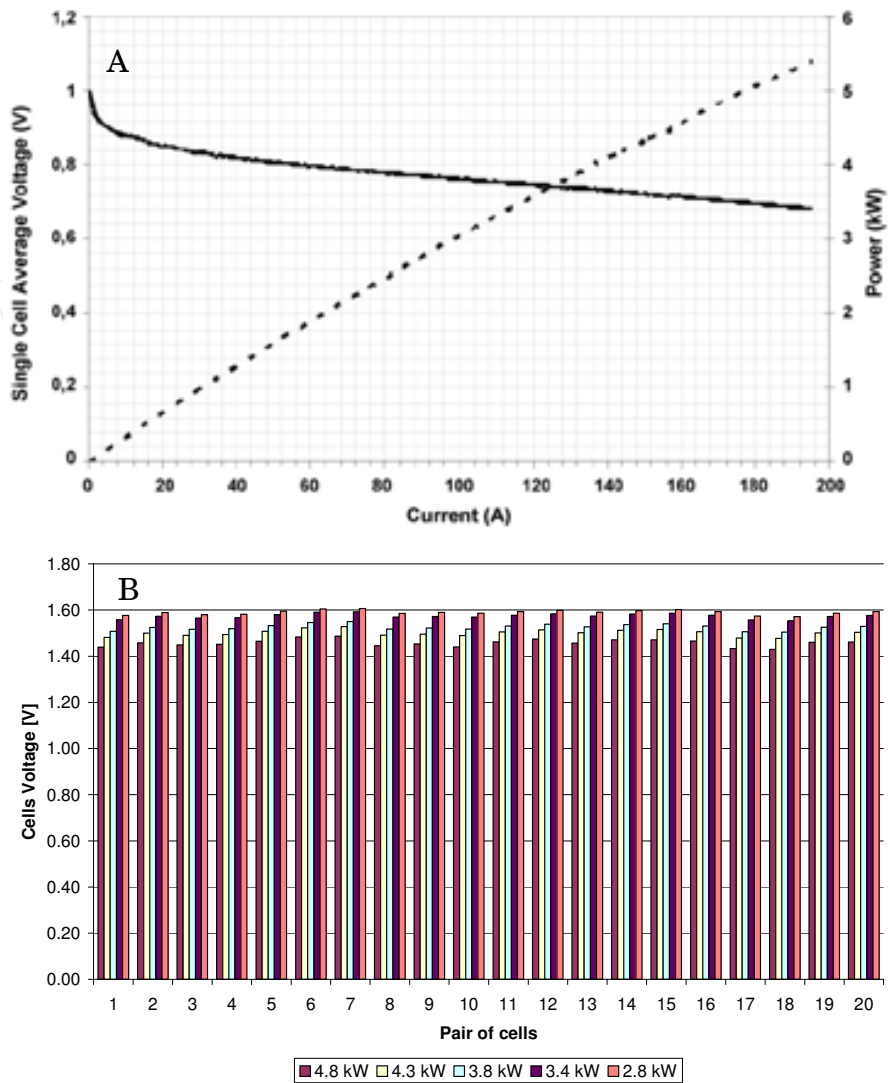 A
1,2
1
0,8
0,6
0,4
0,2
0
Single Cell Average Voltage (V)
6
5
4
3
2
1
0
Power (kW)
0 20 40 60 80 100 120 140 160 180 200
Current (A)
B
1.80
1.60
1.40
1.20
1.00
0.80
0.60
0.40
0.20
0.00
Cells Voltage [V]
1 2 3 4 5 6 7 8 9 10 11 12 13 14 15 16 17 18 19 20
Pair of cells
4.8 kW 4.3 kW 3.8 kW 3.4 kW 2.8 kW